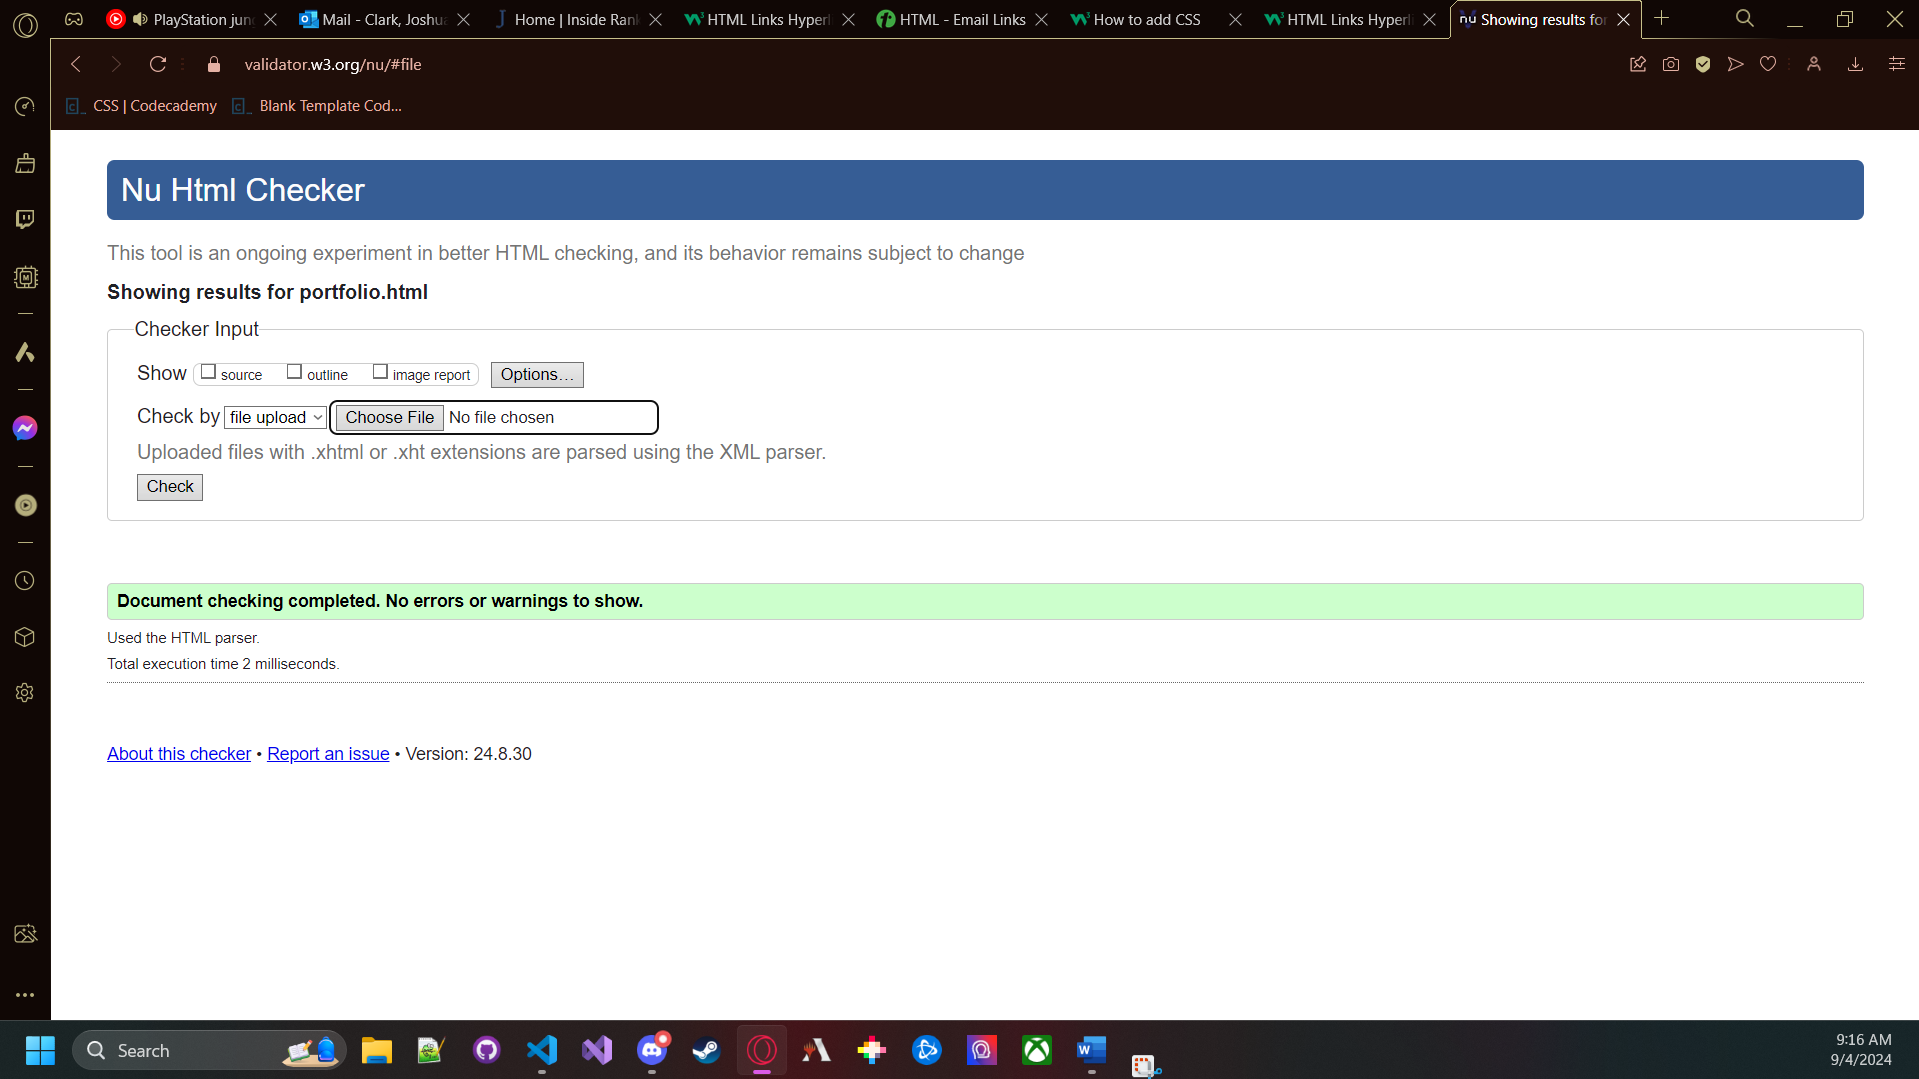 PlayStation jun
Mail - Clark, Joshua
Home | Inside Ran
HTML Links Hyperl
HTML - Email Links
How to add CSS
HTML Links Hyperli
Showing results for
validator.w3.org/nu/#file
CSS | Codecademy
Blank Template Cod...
Nu Html Checker
This tool is an ongoing experiment in better HTML checking, and its behavior remains subject to change
Showing results for portfolio.html
Checker Input
Show source outline image report Options...
Check by file upload Choose File No file chosen
Uploaded files with .xhtml or .xht extensions are parsed using the XML parser.
Check
Document checking completed. No errors or warnings to show.
Used the HTML parser.
Total execution time 2 milliseconds.
About this checker • Report an issue • Version: 24.8.30
Search
9:16 AM
9/4/2024